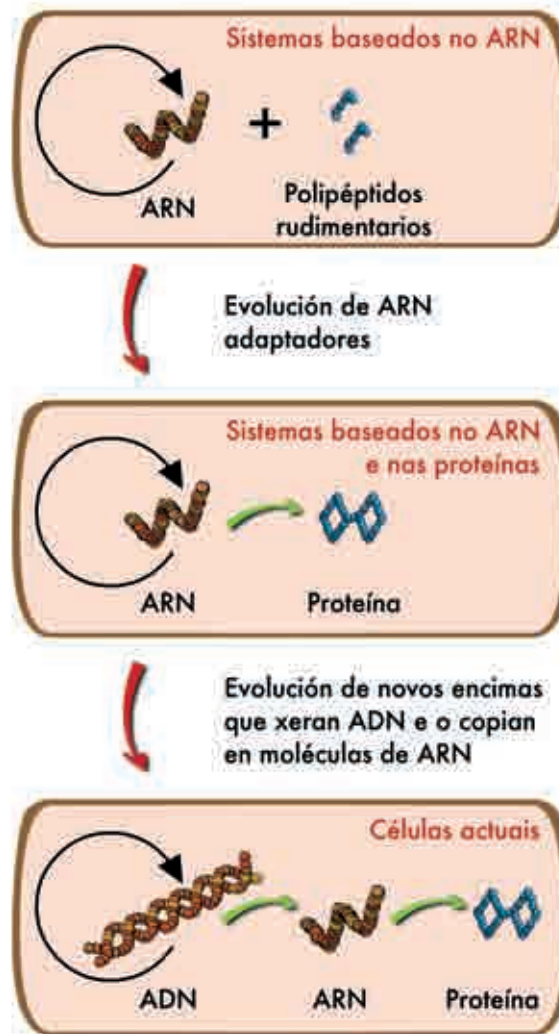 Sistemas baseados no ARN
+
ARN
Polipéptidos
rudimentarios
Evolución de ARN
adaptadores
Sistemas baseados no ARN
e nas proteínas
ARN
Proteína
Evolución de novos encimas
que xeran ADN e o copian
en moléculas de ARN
Células actuais
ADN
ARN
Proteína